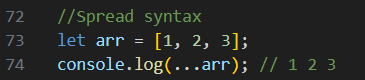 72 //Spread syntax
73 let arr = [1, 2, 3];
74 console.log(...arr); // 1 2 3